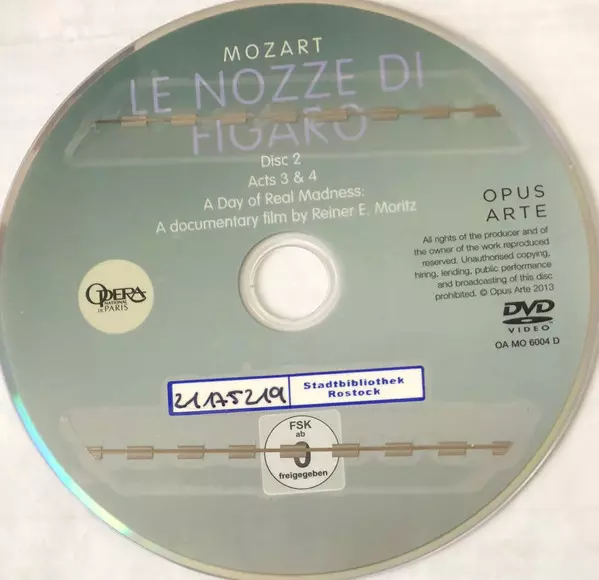 MOZART
LE NOZZE DI
FIGARO
Disc 2
Acts 3 & 4
A Day of Real Madness:
A documentary film by Reiner E. Moritz
OPUS
ARTE
All rights of the producer and of
the owner of the work reproduced
reserved. Unauthorised copying,
hiring, lending, public performance
and broadcasting of this disc
prohibited. © Opus Arte 2013
DVD
VIDEO
OA MO 6004 D
OPERA
NATIONAL
DE PARIS
21175219
Stadtbibliothek
Rostock
FSK
ab
0
freigegeben